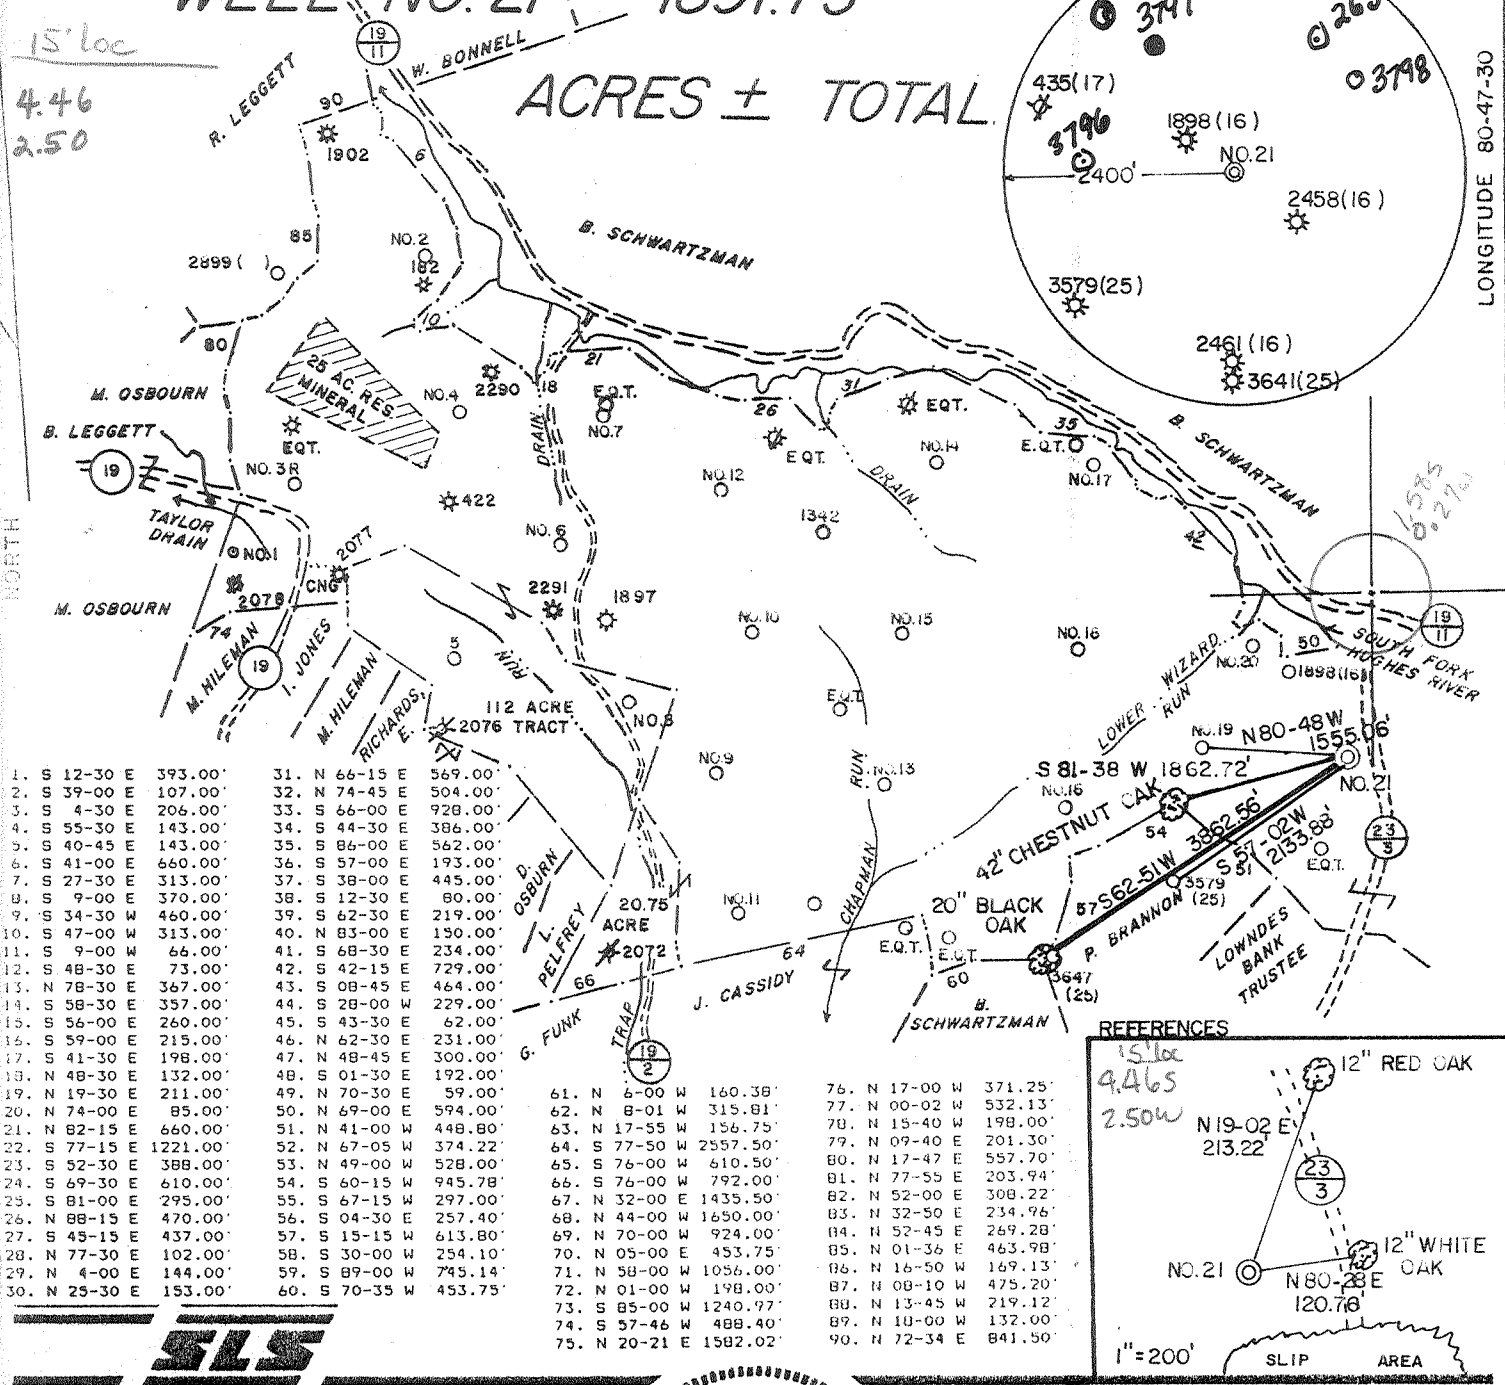 WELL NO. 21 1891.75
ACRES ± TOTAL
15' loc
4.46
2.50
19
11
R. LEGGETT
W. BONNELL
90
1902
6
85
2899( )
NO.2
182
10
80
B. SCHWARTZMAN
3797
3798
435(17)
3796
1898(16)
NO.21
2400'
2458(16)
3579(25)
2461(16)
3641(25)
LONGITUDE 80-47-30
25 AC. RES.
MINERAL
M. OSBOURN
B. LEGGETT
19
EQT.
NO.3R
NO.4
2290
18
21
E.Q.T.
NO.7
26
31
EQT.
EQT.
35
E.Q.T.
NO.17
B. SCHWARTZMAN
NORTH
TAYLOR
DRAIN
NO.1
2078
CNG
2077
422
NO.6
DRAIN
NO.12
1342
NO.14
DRAIN
42
M. OSBOURN
74
M. HILEMAN
19
I. JONES
M. HILEMAN
RICHARDS, E.
5
RUN
2291
1897
NO.10
NO.15
NO.16
112 ACRE
2076 TRACT
NO.8
NO.9
E.Q.T.
RUN
NO.13
LOWER WIZARD
RUN
NO.20
50
1898(16)
19
11
SOUTH FORK
HUGHES RIVER
NO.19
N80-48W
1555.06'
S 81-38 W 1862.72'
NO.21
NO.16
42" CHESTNUT OAK
54
S62-51W 3862.56'
S 57-02W
2133.88'
51
E.Q.T.
23
3
3579
(25)
57
P. BRANNON
LOWNDES
BANK
TRUSTEE
20" BLACK
OAK
3647
(25)
60
E.Q.T.
E.Q.T.
B.
SCHWARTZMAN
CHAPMAN
64
J. CASSIDY
NO.11
20.75
ACRE
2072
66
D.
OSBURN
L.
PELFREY
G. FUNK
TRAP
19
2
1. S 12-30 E 393.00'
2. S 39-00 E 107.00'
3. S 4-30 E 206.00'
4. S 55-30 E 143.00'
5. S 40-45 E 143.00'
6. S 41-00 E 660.00'
7. S 27-30 E 313.00'
8. S 9-00 E 370.00'
9. S 34-30 W 460.00'
10. S 47-00 W 313.00'
11. S 9-00 W 66.00'
12. S 48-30 E 73.00'
13. N 78-30 E 367.00'
14. S 58-30 E 357.00'
15. S 56-00 E 260.00'
16. S 59-00 E 215.00'
17. S 41-30 E 198.00'
18. N 48-30 E 132.00'
19. N 19-30 E 211.00'
20. N 74-00 E 85.00'
21. N 82-15 E 660.00'
22. S 77-15 E 1221.00'
23. S 52-30 E 388.00'
24. S 69-30 E 610.00'
25. S 81-00 E 295.00'
26. N 88-15 E 470.00'
27. S 45-15 E 437.00'
28. N 77-30 E 102.00'
29. N 4-00 E 144.00'
30. N 25-30 E 153.00'
31. N 66-15 E 569.00'
32. N 74-45 E 504.00'
33. S 66-00 E 928.00'
34. S 44-30 E 386.00'
35. S 86-00 E 562.00'
36. S 57-00 E 193.00'
37. S 38-00 E 445.00'
38. S 12-30 E 80.00'
39. S 62-30 E 219.00'
40. N 83-00 E 150.00'
41. S 68-30 E 234.00'
42. S 42-15 E 729.00'
43. S 08-45 E 464.00'
44. S 28-00 W 229.00'
45. S 43-30 E 62.00'
46. N 62-30 E 231.00'
47. N 48-45 E 300.00'
48. S 01-30 E 192.00'
49. N 70-30 E 59.00'
50. N 69-00 E 594.00'
51. N 41-00 W 448.80'
52. N 67-05 W 374.22'
53. N 49-00 W 528.00'
54. S 60-15 W 945.78'
55. S 67-15 W 297.00'
56. S 04-30 E 257.40'
57. S 15-15 W 613.80'
58. S 30-00 W 254.10'
59. S 89-00 W 745.14'
60. S 70-35 W 453.75'
61. N 6-00 W 160.38'
62. N 8-01 W 315.81'
63. N 17-55 W 156.75'
64. S 77-50 W 2557.50'
65. S 76-00 W 610.50'
66. S 76-00 W 792.00'
67. N 32-00 E 1435.50'
68. N 44-00 W 1650.00'
69. N 70-00 W 924.00'
70. N 05-00 E 453.75'
71. N 58-00 W 1056.00'
72. N 01-00 W 198.00'
73. S 85-00 W 1240.97'
74. S 57-46 W 488.40'
75. N 20-21 E 1582.02'
76. N 17-00 W 371.25'
77. N 00-02 W 532.13'
78. N 15-40 W 198.00'
79. N 09-40 E 201.30'
80. N 17-47 E 557.70'
81. N 77-55 E 203.94'
82. N 52-00 E 308.22'
83. N 32-50 E 234.96'
84. N 52-45 E 269.28'
85. N 01-36 E 463.98'
86. N 16-50 W 169.13'
87. N 08-10 W 475.20'
88. N 13-45 W 219.12'
89. N 18-00 W 132.00'
90. N 72-34 E 841.50'
REFERENCES
15' loc
4.46S
2.50W
12" RED OAK
N19-02 E
213.22'
23
3
12" WHITE
OAK
NO.21
N80-28E
120.78'
1"=200'
SLIP AREA
SLS